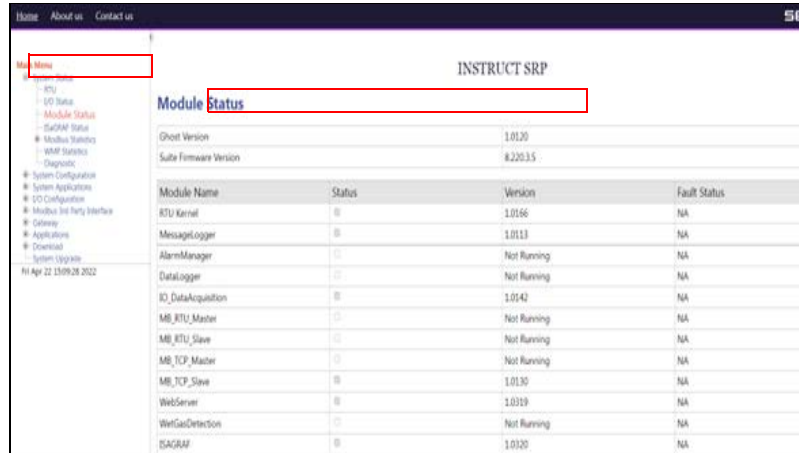 Home About us Contact us
Main Menu
System Status
RTU
I/O Status
Module Status
ISaGRAF Status
Modbus Statistics
WMF Statistics
Diagnostic
System Configuration
System Applications
I/O Configuration
Modbus 3rd Party Interface
Gateway
Applications
Download
System Upgrade
Fri Apr 22 15:09:28 2022
INSTRUCT SRP
Module Status
Ghost Version 1.0120
Suite Firmware Version 8.220.3.5
Module Name Status Version Fault Status
RTU Kernel 1.0166 NA
MessageLogger 1.0113 NA
AlarmManager Not Running NA
DataLogger Not Running NA
IO_DataAcquisition 1.0142 NA
MB_RTU_Master Not Running NA
MB_RTU_Slave Not Running NA
MB_TCP_Master Not Running NA
MB_TCP_Slave 1.0130 NA
WebServer 1.0319 NA
WetGasDetection Not Running NA
ISAGRAF 1.0320 NA